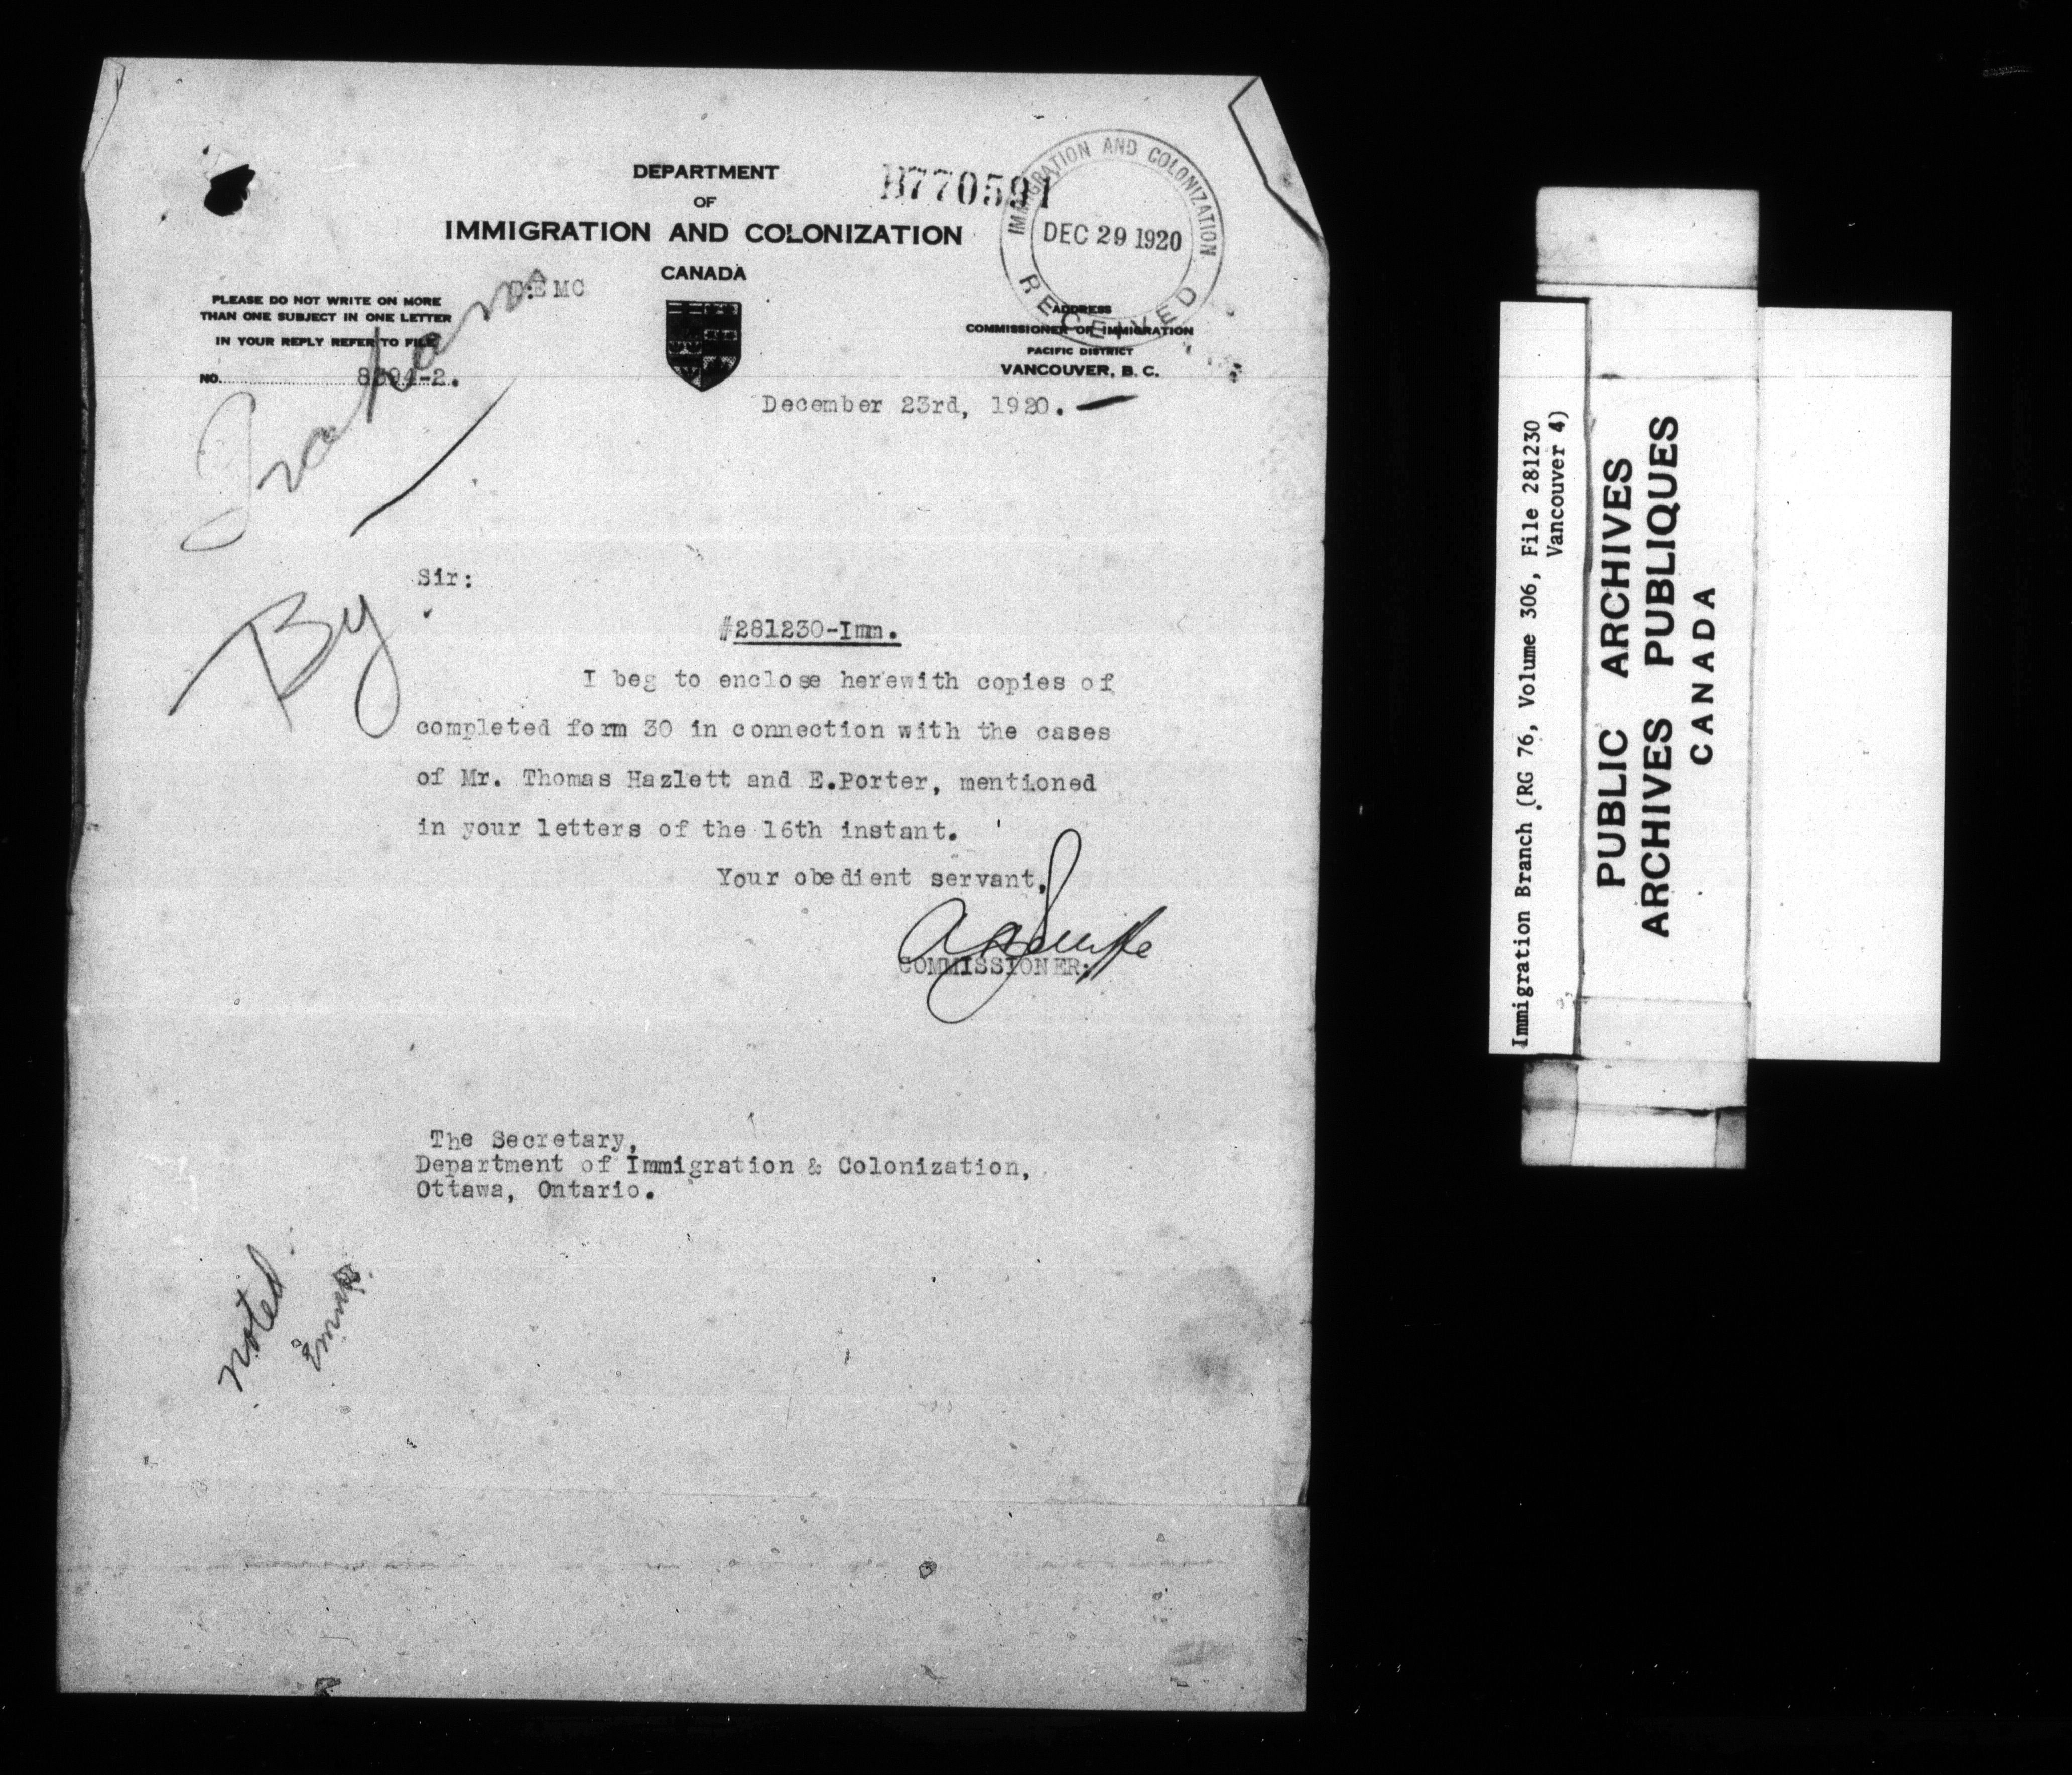 DEPARTMENT
OF
IMMIGRATION AND COLONIZATION
CANADA
H770591
IMMIGRATION AND COLONIZATION
DEC 29 1920
RECEIVED
EMC
PLEASE DO NOT WRITE ON MORE
THAN ONE SUBJECT IN ONE LETTER
IN YOUR REPLY REFER TO FILE
NO. 8394-2.
ADDRESS
COMMISSIONER OF IMMIGRATION
PACIFIC DISTRICT
VANCOUVER, B. C.
December 23rd, 1920.
By
Sir:
#281230-Imm.
I beg to enclose herewith copies of
completed form 30 in connection with the cases
of Mr. Thomas Hazlett and E.Porter, mentioned
in your letters of the 16th instant.
Your obedient servant,
COMMISSIONER.
The Secretary,
Department of Immigration & Colonization,
Ottawa, Ontario.
noted
Immigration Branch (RG 76, Volume 306, File 281230
Vancouver 4)
PUBLIC ARCHIVES
ARCHIVES PUBLIQUES
CANADA